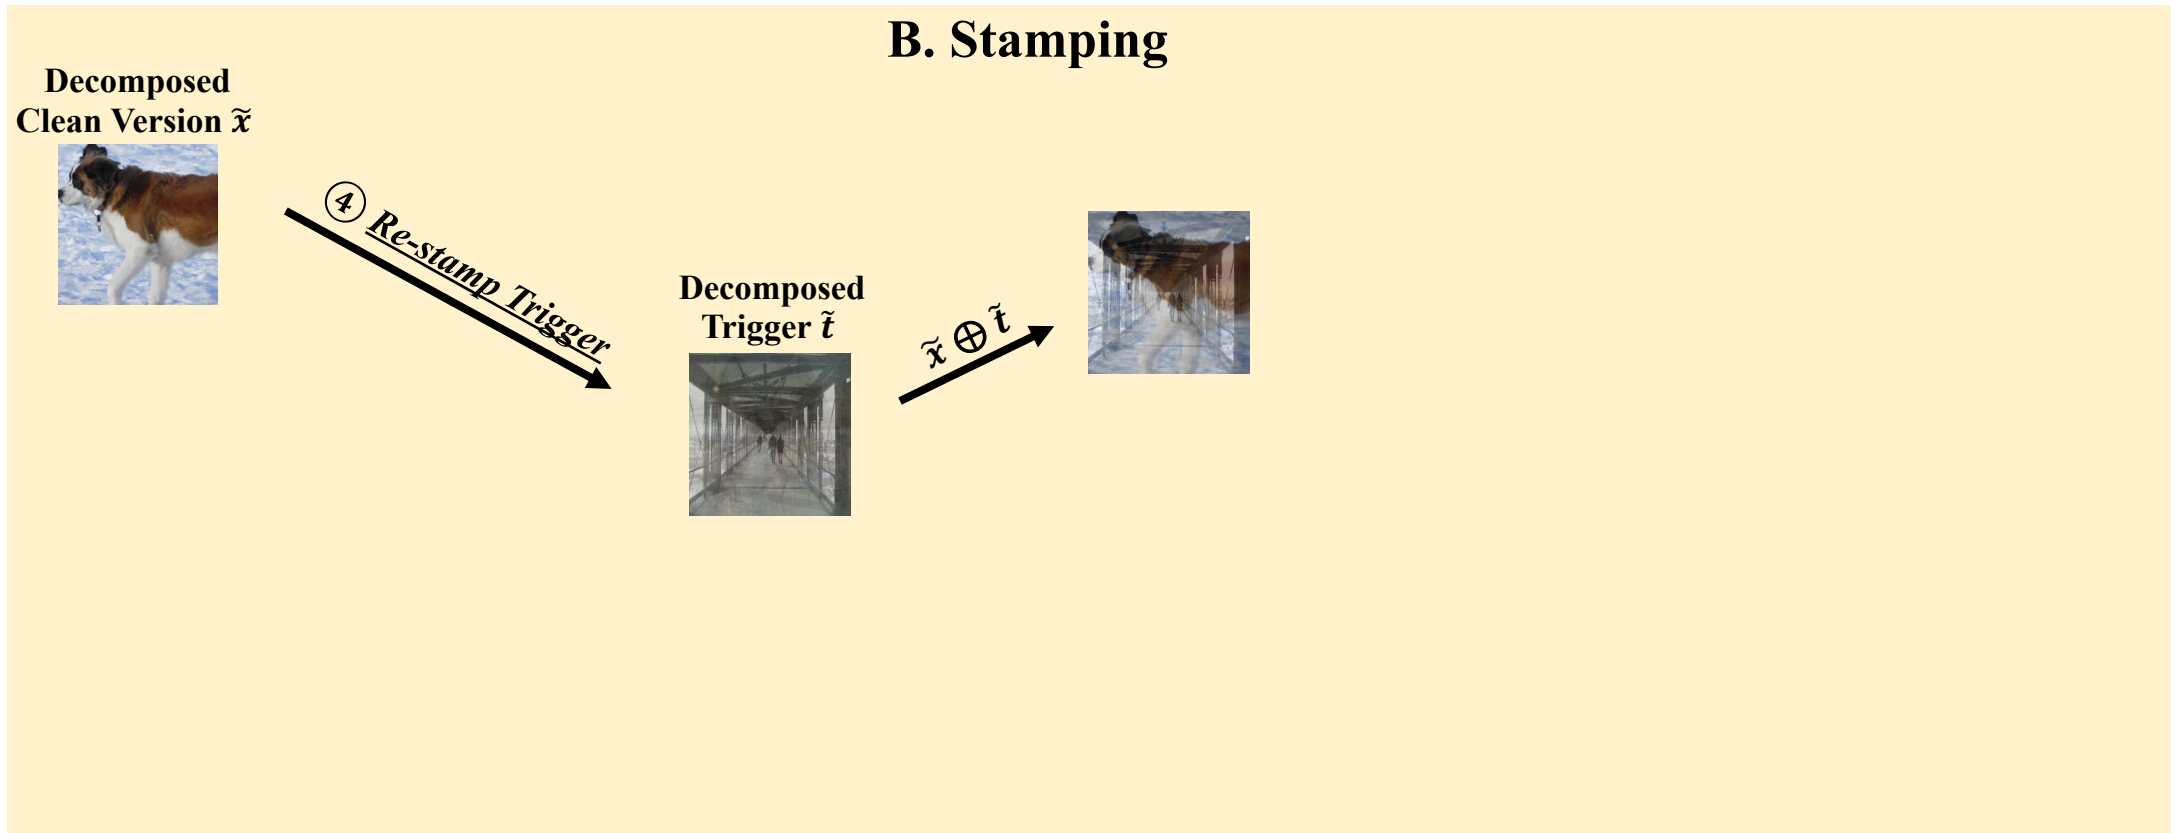 B. Stamping
Decomposed
Clean Version x̃
④ Re-stamp Trigger
Decomposed
Trigger t̃
x̃ ⊕ t̃